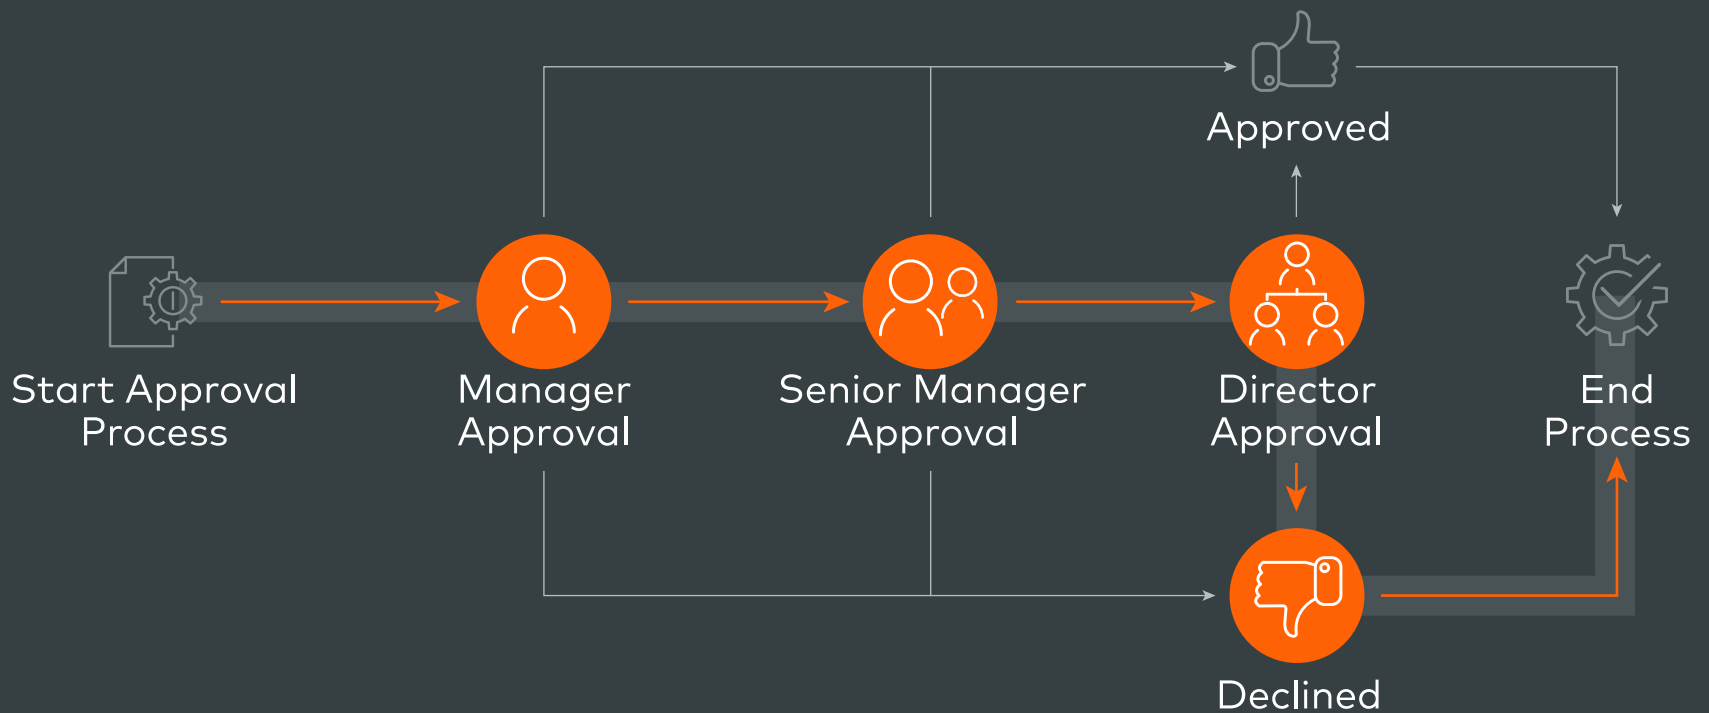 Approved
Start Approval
Process
Manager
Approval
Senior Manager
Approval
Director
Approval
End
Process
Declined